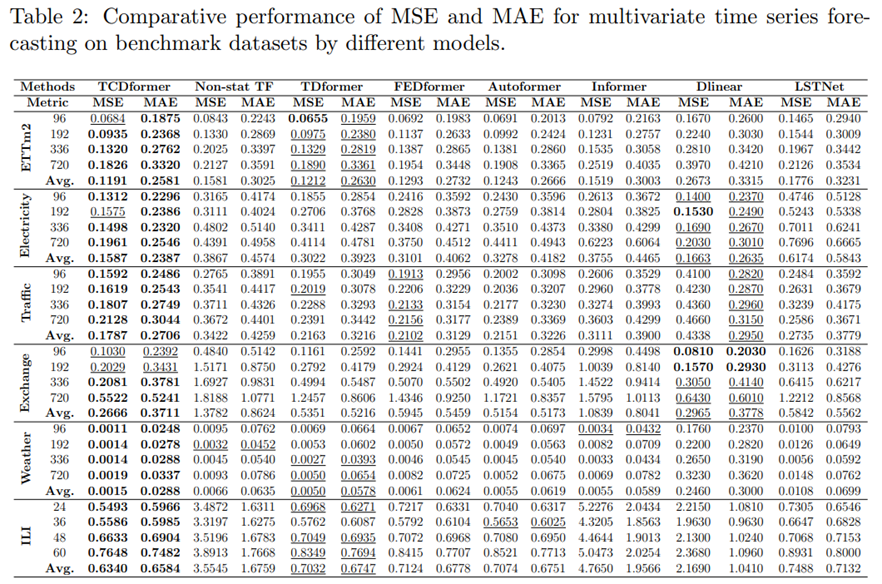 Table 2: Comparative performance of MSE and MAE for multivariate time series fore-
casting on benchmark datasets by different models.
Methods TCDformer Non-stat TF TDformer FEDformer Autoformer Informer Dlinear LSTNet
Metric MSE MAE MSE MAE MSE MAE MSE MAE MSE MAE MSE MAE MSE MAE MSE MAE
ETTm2
96 0.0684 0.1875 0.0843 0.2243 0.0655 0.1959 0.0692 0.1983 0.0691 0.2013 0.0792 0.2163 0.1670 0.2600 0.1465 0.2940
192 0.0935 0.2368 0.1330 0.2869 0.0975 0.2380 0.1137 0.2633 0.0992 0.2424 0.1231 0.2757 0.2240 0.3030 0.1544 0.3009
336 0.1320 0.2762 0.2025 0.3397 0.1329 0.2819 0.1387 0.2865 0.1381 0.2860 0.1535 0.3058 0.2810 0.3420 0.1967 0.3442
720 0.1826 0.3320 0.2127 0.3591 0.1890 0.3361 0.1954 0.3448 0.1908 0.3365 0.2519 0.4035 0.3970 0.4210 0.2126 0.3534
Avg. 0.1191 0.2581 0.1581 0.3025 0.1212 0.2630 0.1293 0.2732 0.1243 0.2666 0.1519 0.3003 0.2673 0.3315 0.1776 0.3231
Electricity
96 0.1312 0.2296 0.3165 0.4174 0.1855 0.2854 0.2416 0.3592 0.2430 0.3596 0.2613 0.3672 0.1400 0.2370 0.4746 0.5128
192 0.1575 0.2386 0.3111 0.4024 0.2706 0.3768 0.2828 0.3873 0.2759 0.3814 0.2804 0.3825 0.1530 0.2490 0.5243 0.5338
336 0.1498 0.2320 0.4802 0.5140 0.3411 0.4287 0.3408 0.4271 0.3510 0.4373 0.3380 0.4299 0.1690 0.2670 0.7011 0.6241
720 0.1961 0.2546 0.4391 0.4958 0.4114 0.4781 0.3750 0.4512 0.4411 0.4943 0.6223 0.6064 0.2030 0.3010 0.7696 0.6665
Avg. 0.1587 0.2387 0.3867 0.4574 0.3022 0.3923 0.3101 0.4062 0.3278 0.4182 0.3755 0.4465 0.1663 0.2635 0.6174 0.5843
Traffic
96 0.1592 0.2486 0.2765 0.3891 0.1955 0.3049 0.1913 0.2956 0.2002 0.3098 0.2606 0.3529 0.4100 0.2820 0.2484 0.3592
192 0.1619 0.2543 0.3541 0.4417 0.2019 0.3078 0.2206 0.3229 0.2036 0.3207 0.2960 0.3778 0.4230 0.2870 0.2631 0.3679
336 0.1807 0.2749 0.3711 0.4326 0.2288 0.3293 0.2133 0.3154 0.2177 0.3230 0.3274 0.3993 0.4360 0.2960 0.3239 0.4175
720 0.2128 0.3044 0.3672 0.4401 0.2391 0.3442 0.2156 0.3177 0.2389 0.3369 0.3603 0.4299 0.4660 0.3150 0.2586 0.3671
Avg. 0.1787 0.2706 0.3422 0.4259 0.2163 0.3216 0.2102 0.3129 0.2151 0.3226 0.3111 0.3900 0.4338 0.2950 0.2735 0.3779
Exchange
96 0.1030 0.2392 0.4840 0.5142 0.1161 0.2592 0.1441 0.2955 0.1355 0.2854 0.2998 0.4498 0.0810 0.2030 0.1626 0.3188
192 0.2029 0.3431 1.5171 0.8750 0.2792 0.4179 0.2924 0.4129 0.2621 0.4075 1.0039 0.8140 0.1570 0.2930 0.3113 0.4276
336 0.2081 0.3781 1.6927 0.9831 0.4994 0.5487 0.5070 0.5502 0.4920 0.5405 1.4522 0.9414 0.3050 0.4140 0.6415 0.6217
720 0.5522 0.5241 1.8188 1.0771 1.2457 0.8606 1.4346 0.9250 1.1721 0.8357 1.5795 1.0113 0.6430 0.6010 1.2212 0.8568
Avg. 0.2666 0.3711 1.3782 0.8624 0.5351 0.5216 0.5945 0.5459 0.5154 0.5173 1.0839 0.8041 0.2965 0.3778 0.5842 0.5562
Weather
96 0.0011 0.0248 0.0095 0.0762 0.0069 0.0664 0.0067 0.0652 0.0074 0.0697 0.0034 0.0432 0.1760 0.2370 0.0100 0.0793
192 0.0014 0.0278 0.0032 0.0452 0.0053 0.0602 0.0050 0.0572 0.0049 0.0563 0.0082 0.0709 0.2200 0.2820 0.0126 0.0649
336 0.0014 0.0288 0.0045 0.0540 0.0027 0.0393 0.0046 0.0545 0.0045 0.0540 0.0033 0.0434 0.2650 0.3190 0.0056 0.0592
720 0.0019 0.0337 0.0093 0.0786 0.0050 0.0654 0.0082 0.0725 0.0052 0.0675 0.0069 0.0782 0.3230 0.3620 0.0148 0.0762
Avg. 0.0015 0.0288 0.0066 0.0635 0.0050 0.0578 0.0061 0.0624 0.0055 0.0619 0.0055 0.0589 0.2460 0.3000 0.0108 0.0699
ILI
24 0.5493 0.5966 3.4872 1.6311 0.6968 0.6271 0.7217 0.6331 0.7040 0.6317 5.2276 2.0434 2.2150 1.0810 0.7305 0.6546
36 0.5586 0.5985 3.3197 1.6275 0.5762 0.6087 0.5792 0.6104 0.5653 0.6025 4.3205 1.8563 1.9630 0.9630 0.6647 0.6828
48 0.6633 0.6904 3.5196 1.6783 0.7049 0.6935 0.7072 0.6968 0.7080 0.6950 4.4644 1.9013 2.1300 1.0240 0.7068 0.7153
60 0.7648 0.7482 3.8913 1.7668 0.8349 0.7694 0.8415 0.7707 0.8521 0.7713 5.0473 2.0254 2.3680 1.0960 0.8931 0.8000
Avg. 0.6340 0.6584 3.5545 1.6759 0.7032 0.6747 0.7124 0.6778 0.7074 0.6751 4.7650 1.9566 2.1690 1.0410 0.7488 0.7132